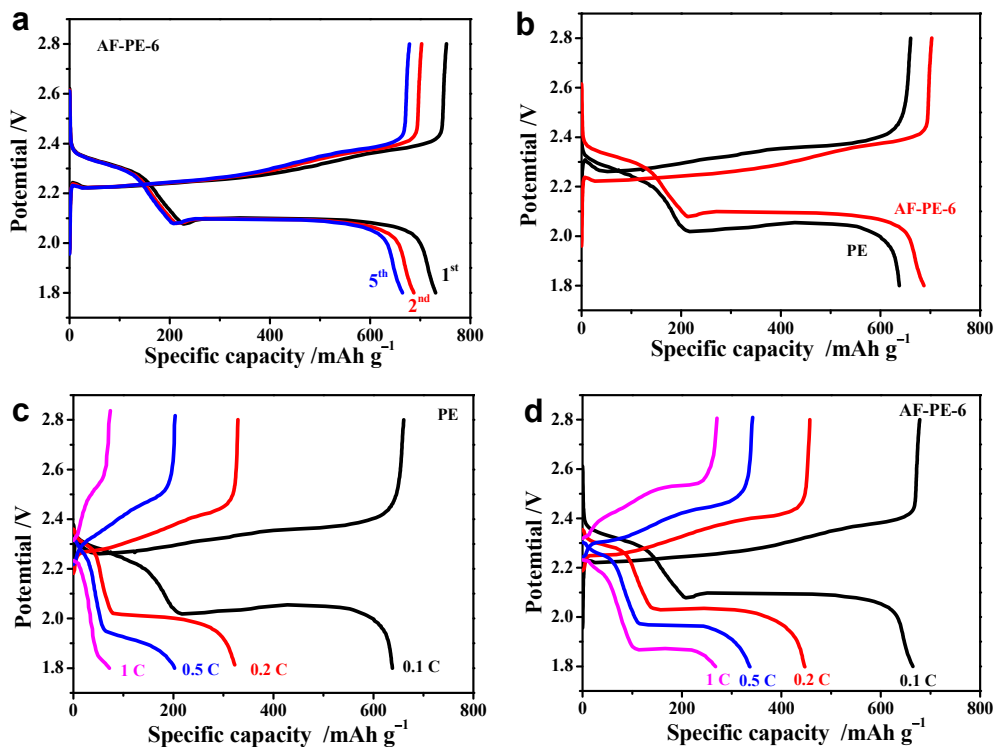 a
AF-PE-6
2.8
2.6
2.4
2.2
2.0
1.8
Potential /V
5th
2nd
1st
0 200 400 600 800
Specific capacity /mAh g⁻¹
b
2.8
2.6
2.4
2.2
2.0
1.8
Potential /V
AF-PE-6
PE
0 200 400 600 800
Specific capacity /mAh g⁻¹
c
PE
2.8
2.6
2.4
2.2
2.0
1.8
Potential /V
1 C 0.5 C 0.2 C 0.1 C
0 200 400 600 800
Specific capacity /mAh g⁻¹
d
AF-PE-6
2.8
2.6
2.4
2.2
2.0
1.8
Potential /V
1 C 0.5 C 0.2 C 0.1 C
0 200 400 600 800
Specific capacity /mAh g⁻¹